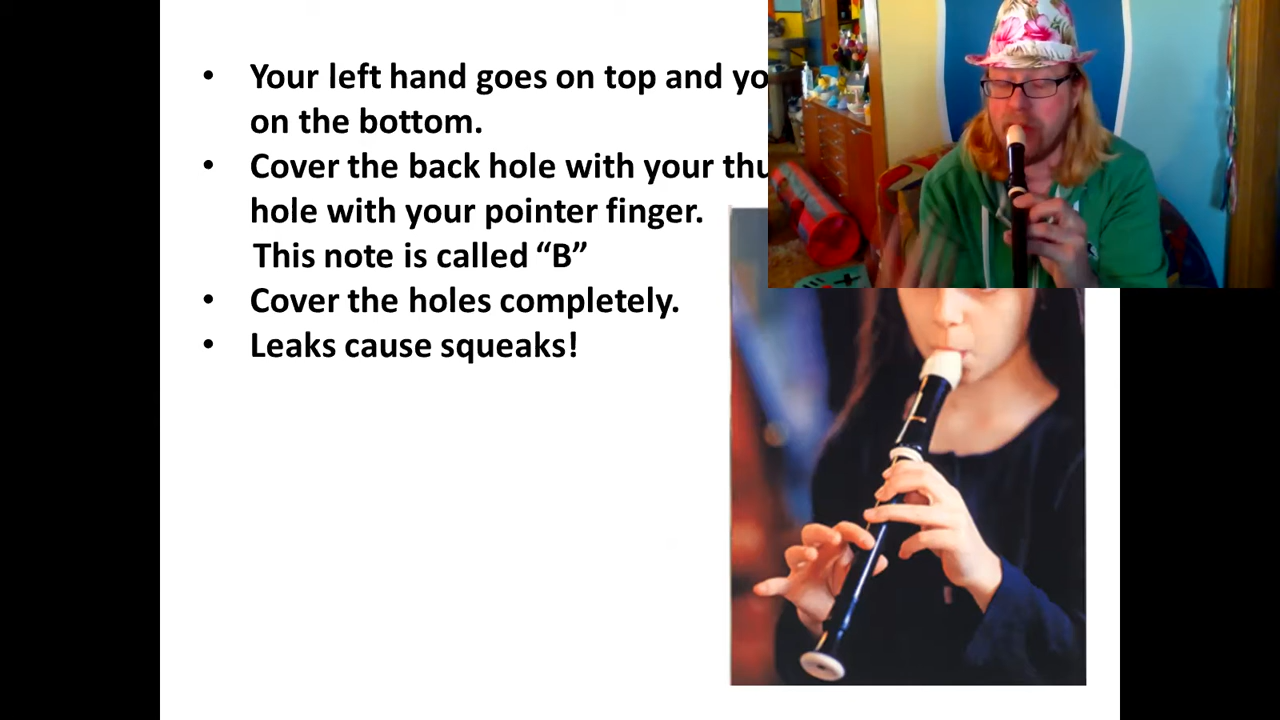 • Your left hand goes on top and yo
on the bottom.
• Cover the back hole with your thu
hole with your pointer finger.
This note is called “B”
• Cover the holes completely.
• Leaks cause squeaks!